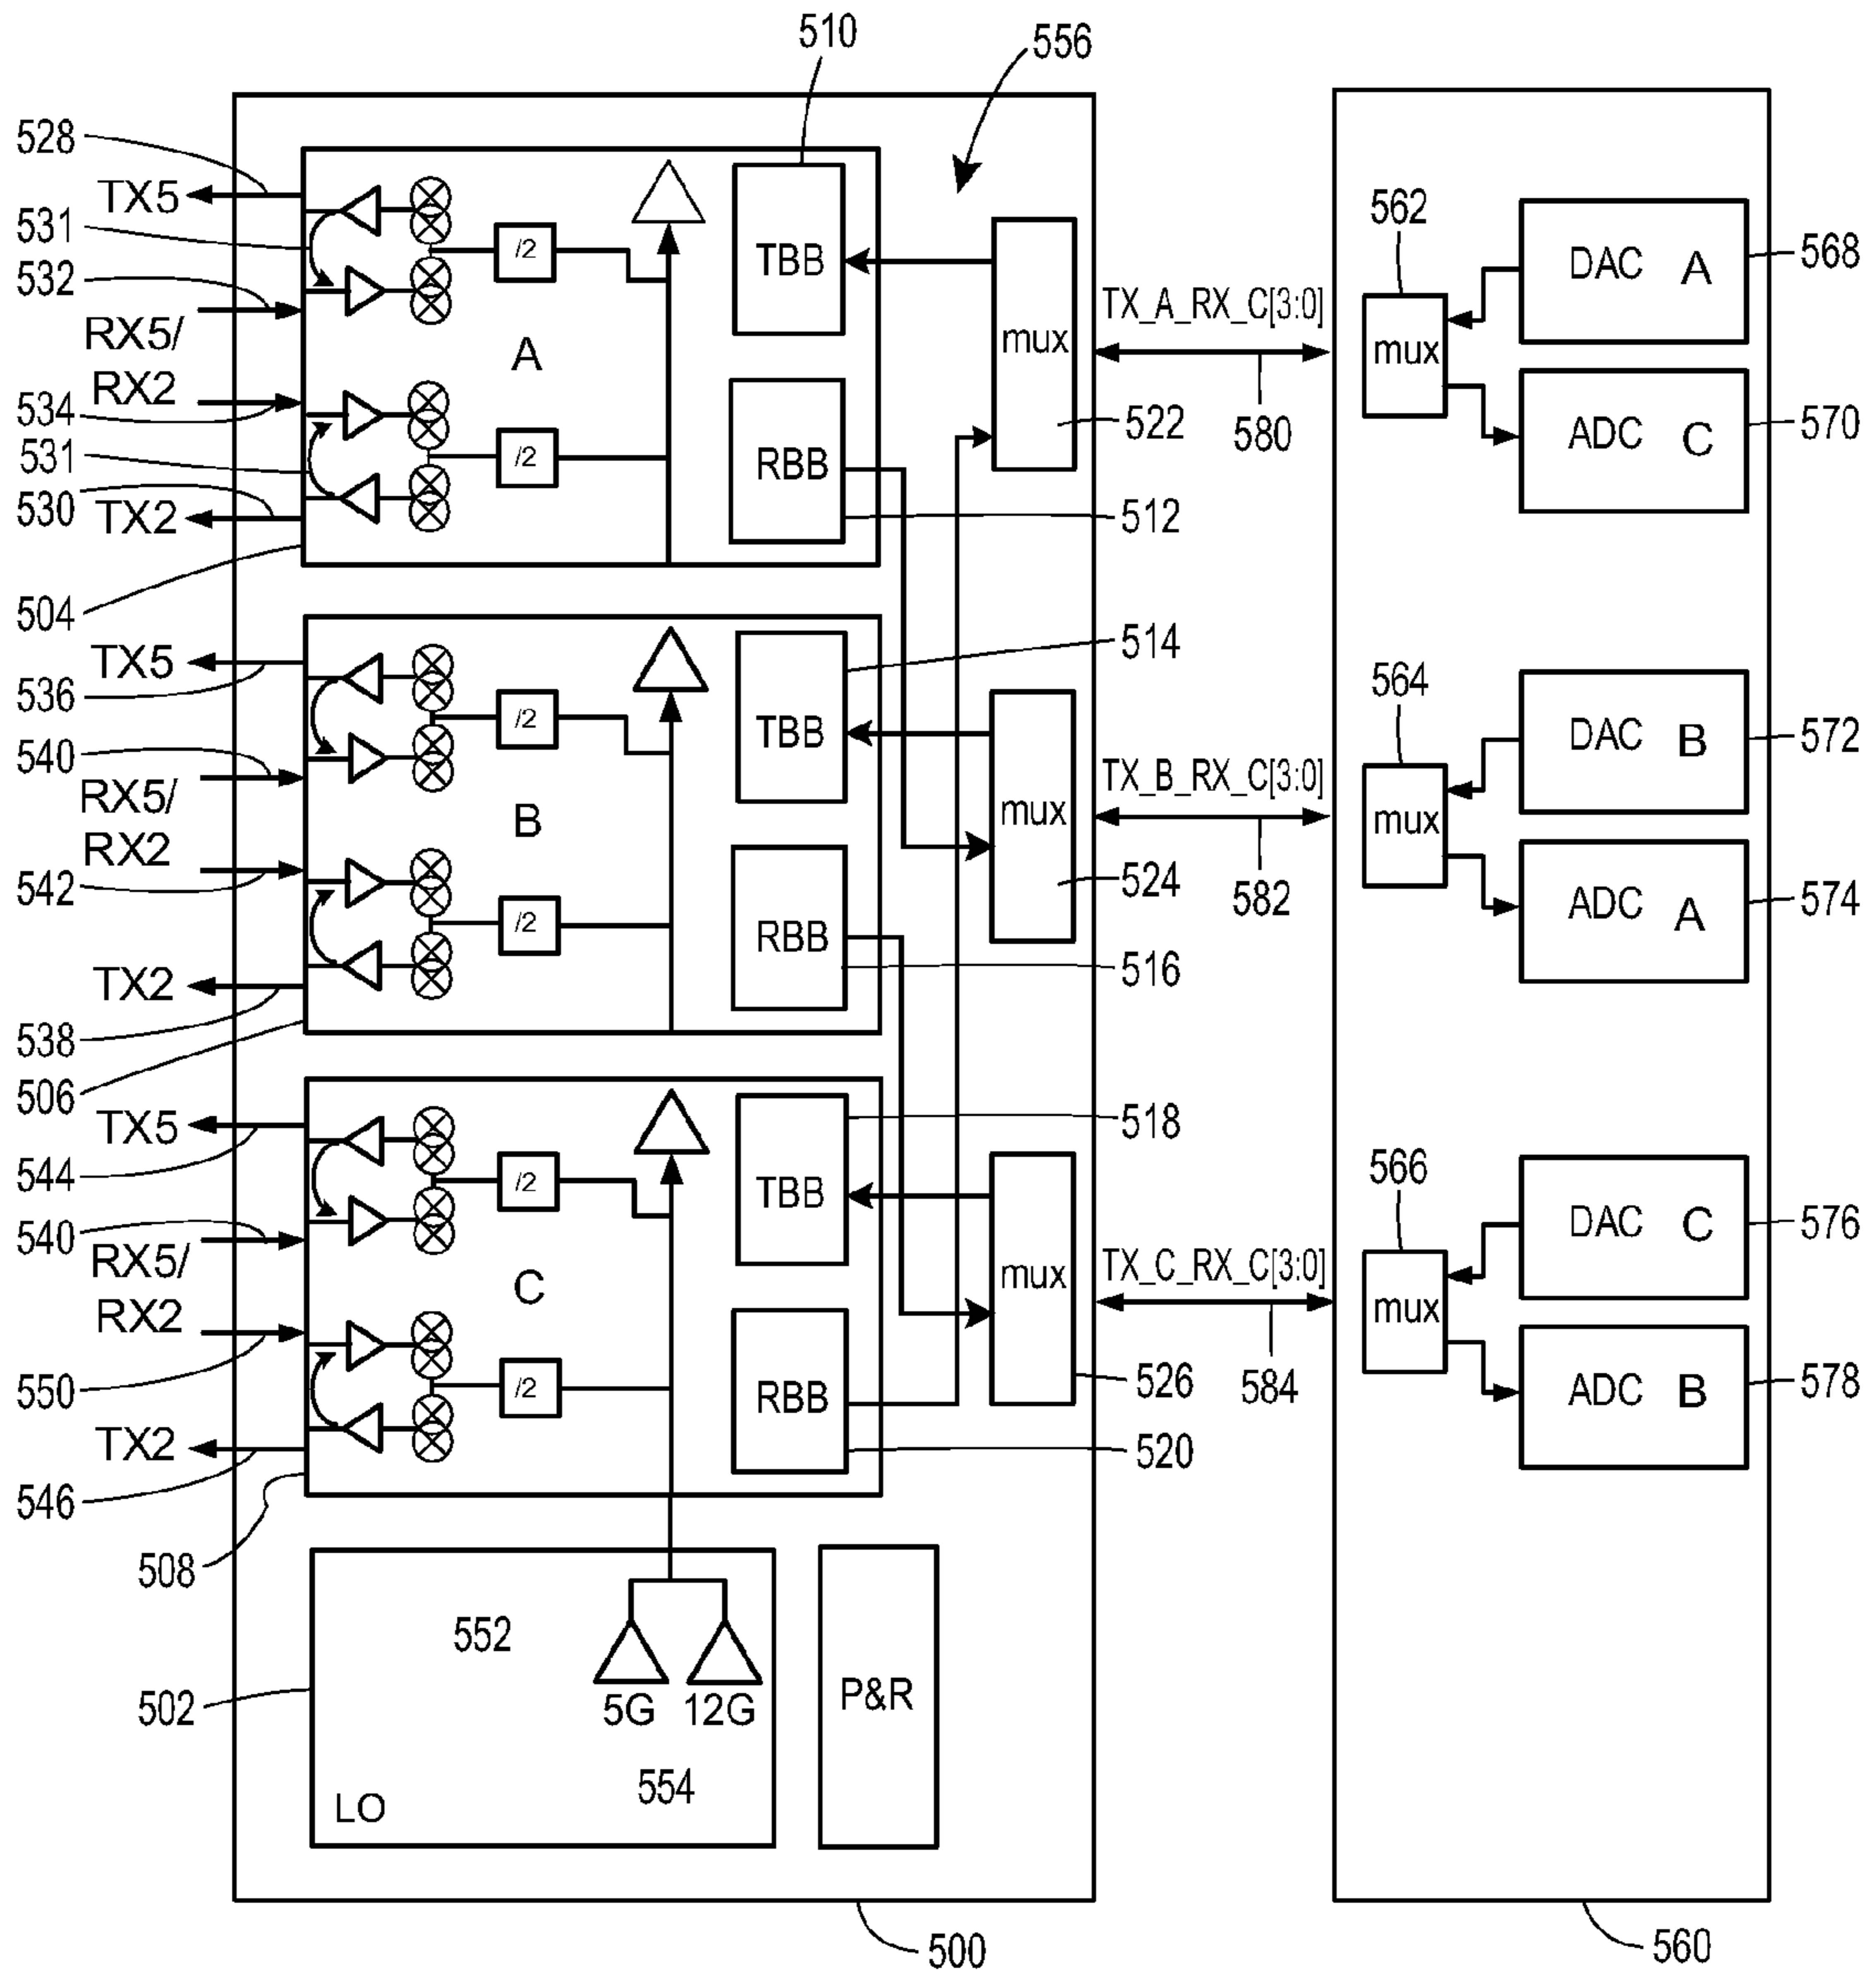 510
556
528
TX5
531
532
RX5/
RX2
534
531
530
TX2
504
/2
A
/2
TBB
RBB
mux
522
512
TX_A_RX_C[3:0]
580
562
mux
DAC A
568
ADC C
570
TX5
536
540
RX5/
RX2
542
TX2
538
506
/2
B
/2
TBB
RBB
514
mux
524
516
TX_B_RX_C[3:0]
582
564
mux
DAC B
572
ADC A
574
TX5
544
540
RX5/
RX2
550
TX2
546
508
/2
C
/2
TBB
RBB
518
mux
526
520
TX_C_RX_C[3:0]
584
566
mux
DAC C
576
ADC B
578
552
5G 12G
554
LO
502
P&R
500
560